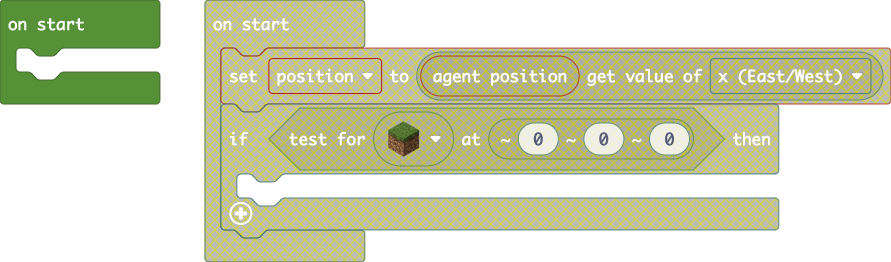 on start
on start
set position to agent position get value of x (East/West)
if test for at ~ 0 ~ 0 ~ 0 then